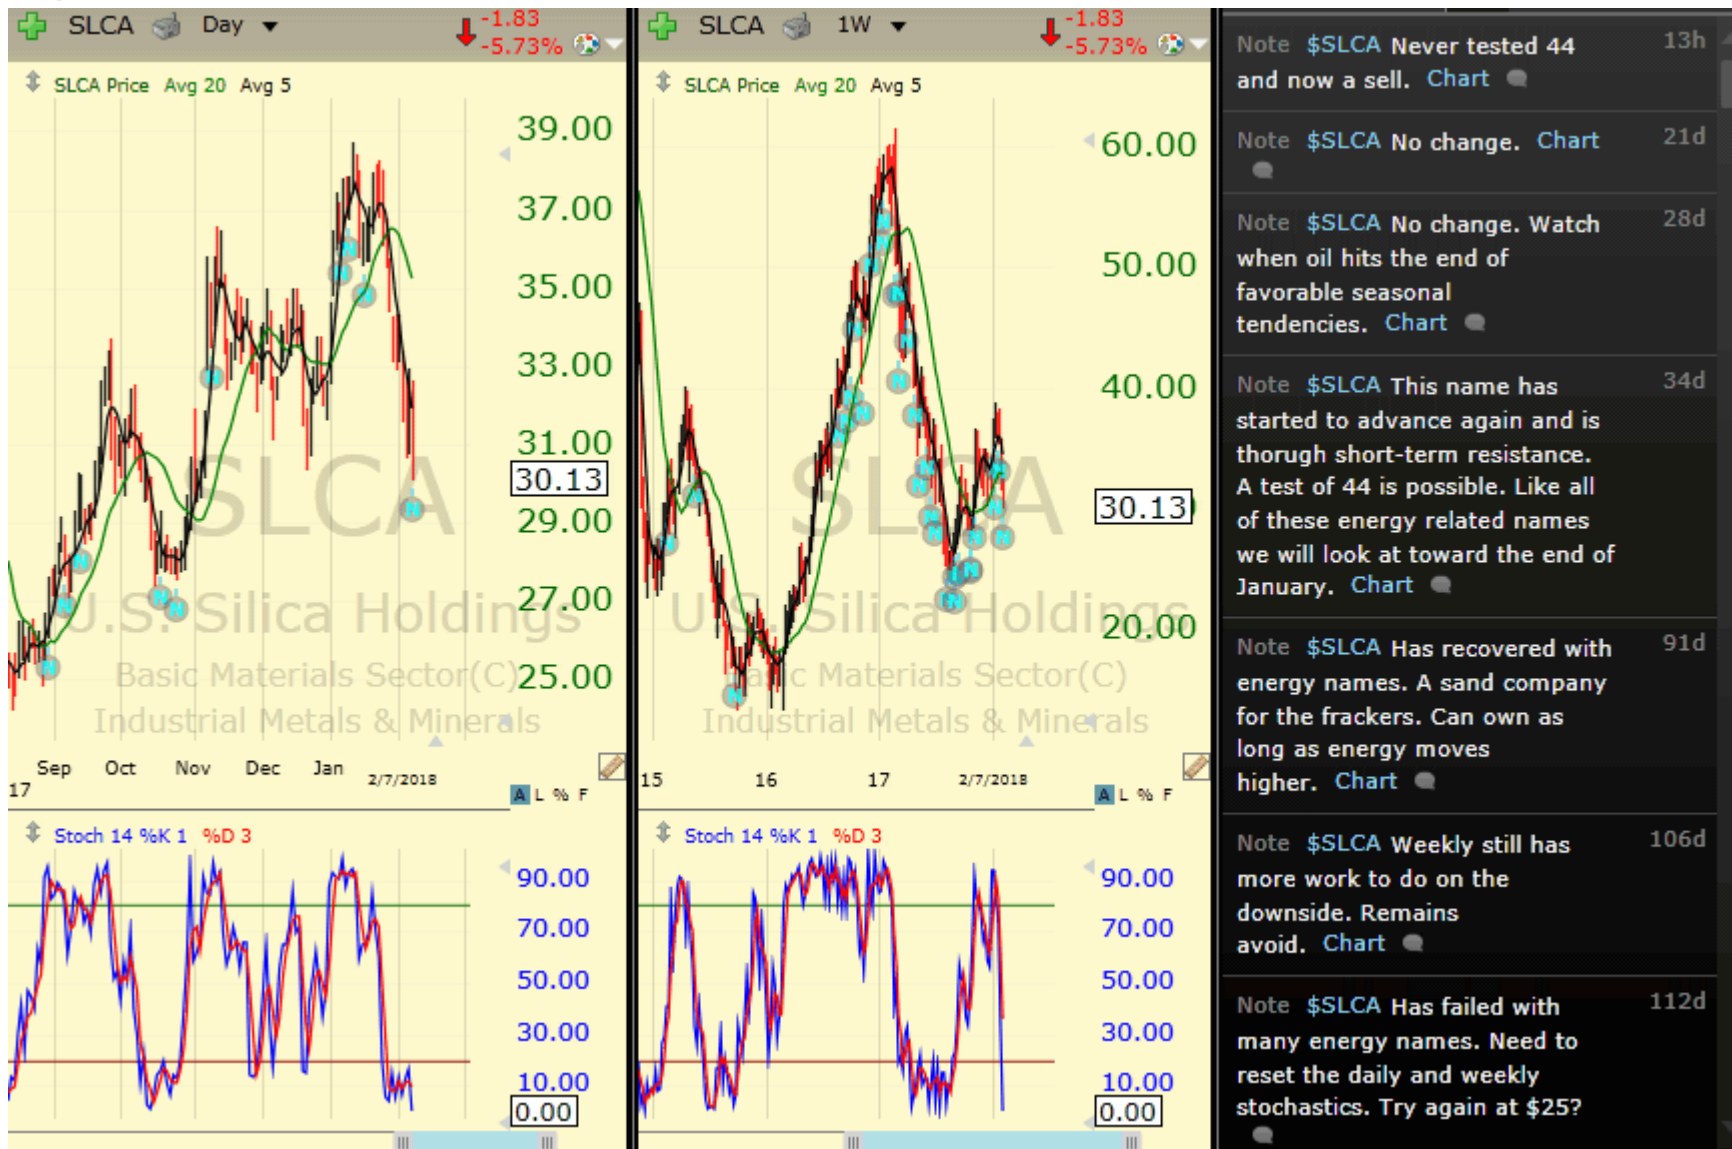 SLCA Day -1.83
-5.73%
SLCA Price Avg 20 Avg 5
39.00
37.00
35.00
33.00
31.00
30.13
29.00
27.00
25.00
SLCA
U.S. Silica Holdings
Basic Materials Sector(C)
Industrial Metals & Minerals
Sep Oct Nov Dec Jan 2/7/2018
17
A L % F
Stoch 14 %K 1 %D 3
90.00
70.00
50.00
30.00
10.00
0.00
SLCA 1W -1.83
-5.73%
SLCA Price Avg 20 Avg 5
60.00
50.00
40.00
30.13
20.00
SLCA
U.S. Silica Holdings
Basic Materials Sector(C)
Industrial Metals & Minerals
15 16 17 2/7/2018
A L % F
Stoch 14 %K 1 %D 3
90.00
70.00
50.00
30.00
10.00
0.00
Note $SLCA Never tested 44 13h
and now a sell. Chart
Note $SLCA No change. Chart 21d
Note $SLCA No change. Watch 28d
when oil hits the end of
favorable seasonal
tendencies. Chart
Note $SLCA This name has 34d
started to advance again and is
thorugh short-term resistance.
A test of 44 is possible. Like all
of these energy related names
we will look at toward the end of
January. Chart
Note $SLCA Has recovered with 91d
energy names. A sand company
for the frackers. Can own as
long as energy moves
higher. Chart
Note $SLCA Weekly still has 106d
more work to do on the
downside. Remains
avoid. Chart
Note $SLCA Has failed with 112d
many energy names. Need to
reset the daily and weekly
stochastics. Try again at $25?